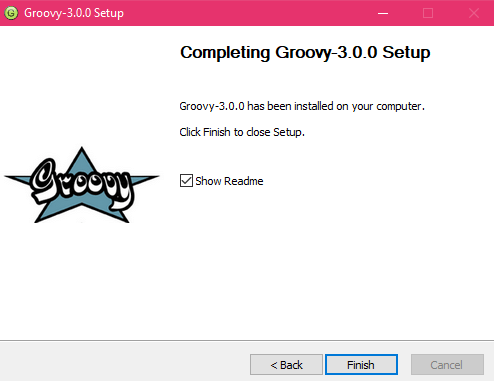 Groovy-3.0.0 Setup
Completing Groovy-3.0.0 Setup
Groovy-3.0.0 has been installed on your computer.
Click Finish to close Setup.
Groovy
Show Readme
< Back
Finish
Cancel